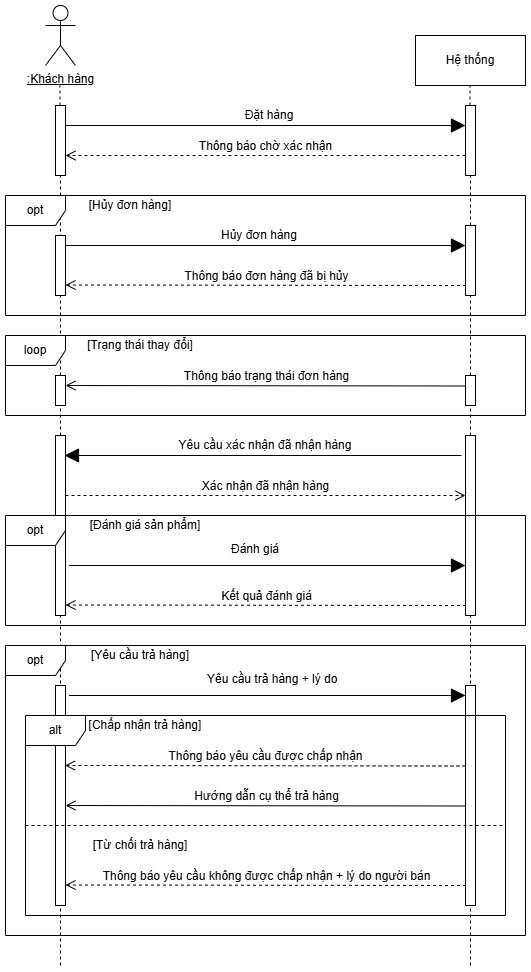 :Khách hàng
Hệ thống
Đặt hàng
Thông báo chờ xác nhận
opt
[Hủy đơn hàng]
Hủy đơn hàng
Thông báo đơn hàng đã bị hủy
loop
[Trạng thái thay đổi]
Thông báo trạng thái đơn hàng
Yêu cầu xác nhận đã nhận hàng
Xác nhận đã nhận hàng
opt
[Đánh giá sản phẩm]
Đánh giá
Kết quả đánh giá
opt
[Yêu cầu trả hàng]
Yêu cầu trả hàng + lý do
alt
[Chấp nhận trả hàng]
Thông báo yêu cầu được chấp nhận
Hướng dẫn cụ thể trả hàng
[Từ chối trả hàng]
Thông báo yêu cầu không được chấp nhận + lý do người bán